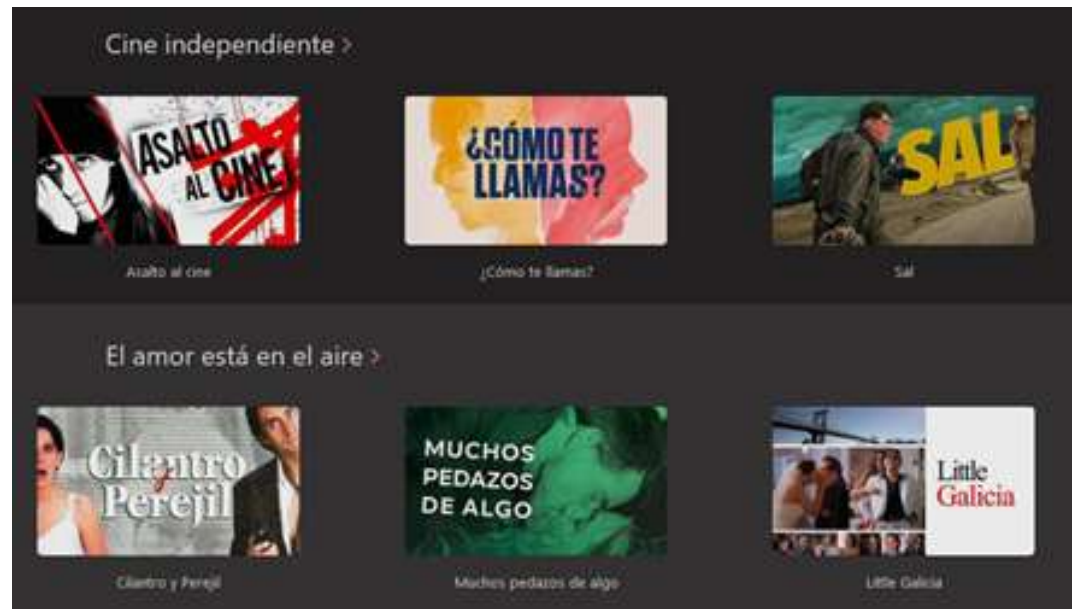 Cine independiente >
ASALTO
AL CINE
¿CÓMO TE
LLAMAS?
SAL
Asalto al cine
¿Cómo te llamas?
Sal
El amor está en el aire >
Cilantro
y
Perejil
MUCHOS
PEDAZOS
DE ALGO
Little
Galicia
Cilantro y Perejil
Muchos pedazos de algo
Little Galicia